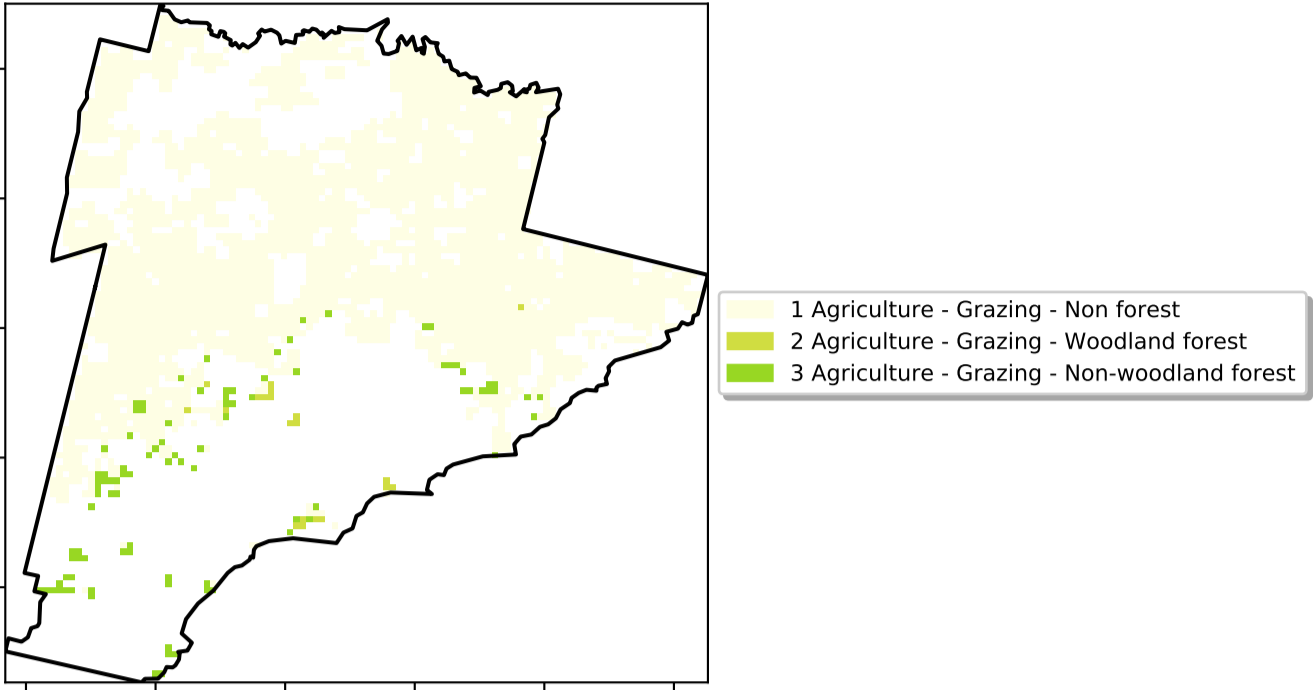 1 Agriculture - Grazing - Non forest
2 Agriculture - Grazing - Woodland forest
3 Agriculture - Grazing - Non-woodland forest